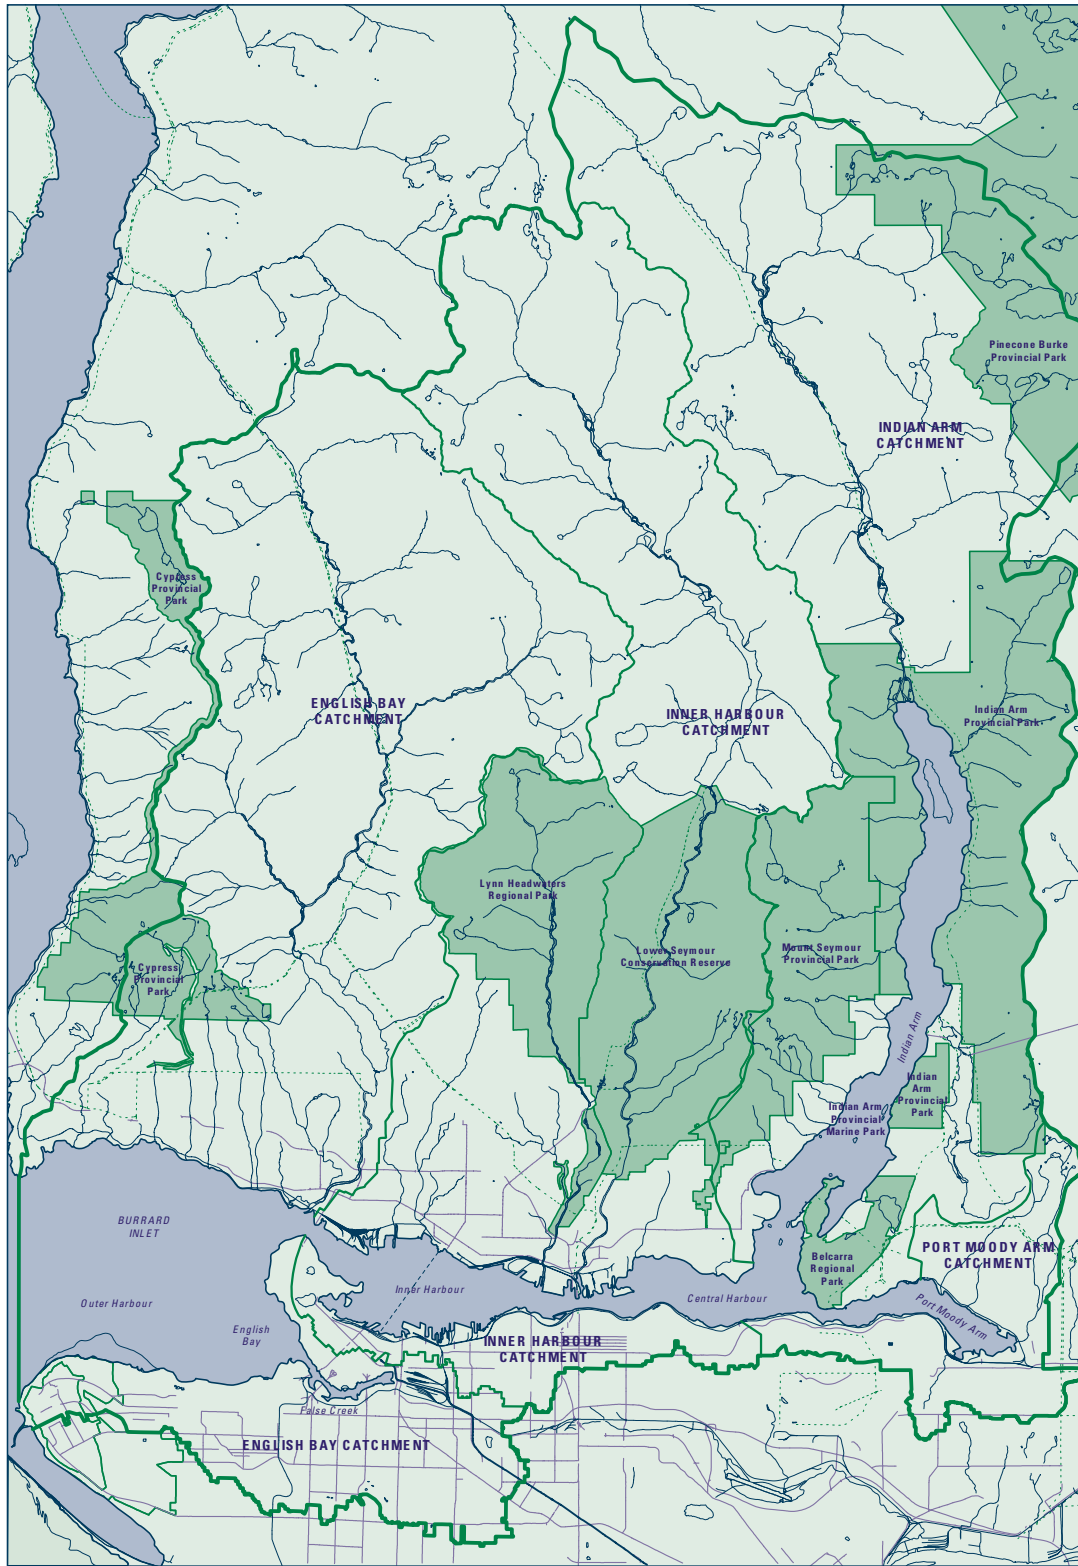 Pinecone Burke
Provincial Park
INDIAN ARM
CATCHMENT
Cypress
Provincial
Park
ENGLISH BAY
CATCHMENT
INNER HARBOUR
CATCHMENT
Indian Arm
Provincial Park
Lynn Headwaters
Regional Park
Lower Seymour
Conservation Reserve
Mount Seymour
Provincial Park
Cypress
Provincial
Park
Indian Arm
Indian
Arm
Provincial
Park
Indian Arm
Provincial
Marine Park
BURRARD
INLET
PORT MOODY ARM
CATCHMENT
Belcarra
Regional
Park
Outer Harbour
Inner Harbour
Central Harbour
Port Moody Arm
English
Bay
INNER HARBOUR
CATCHMENT
False Creek
ENGLISH BAY CATCHMENT